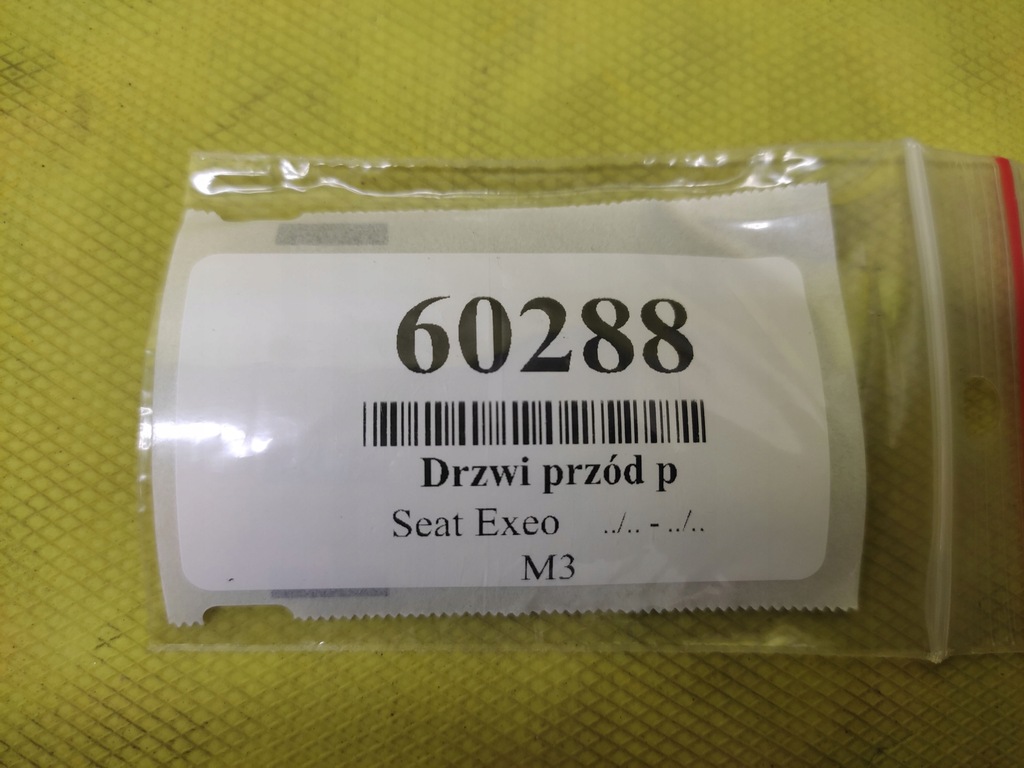 60288
Drzwi przód p
Seat Exeo ../.. - ../..
M3